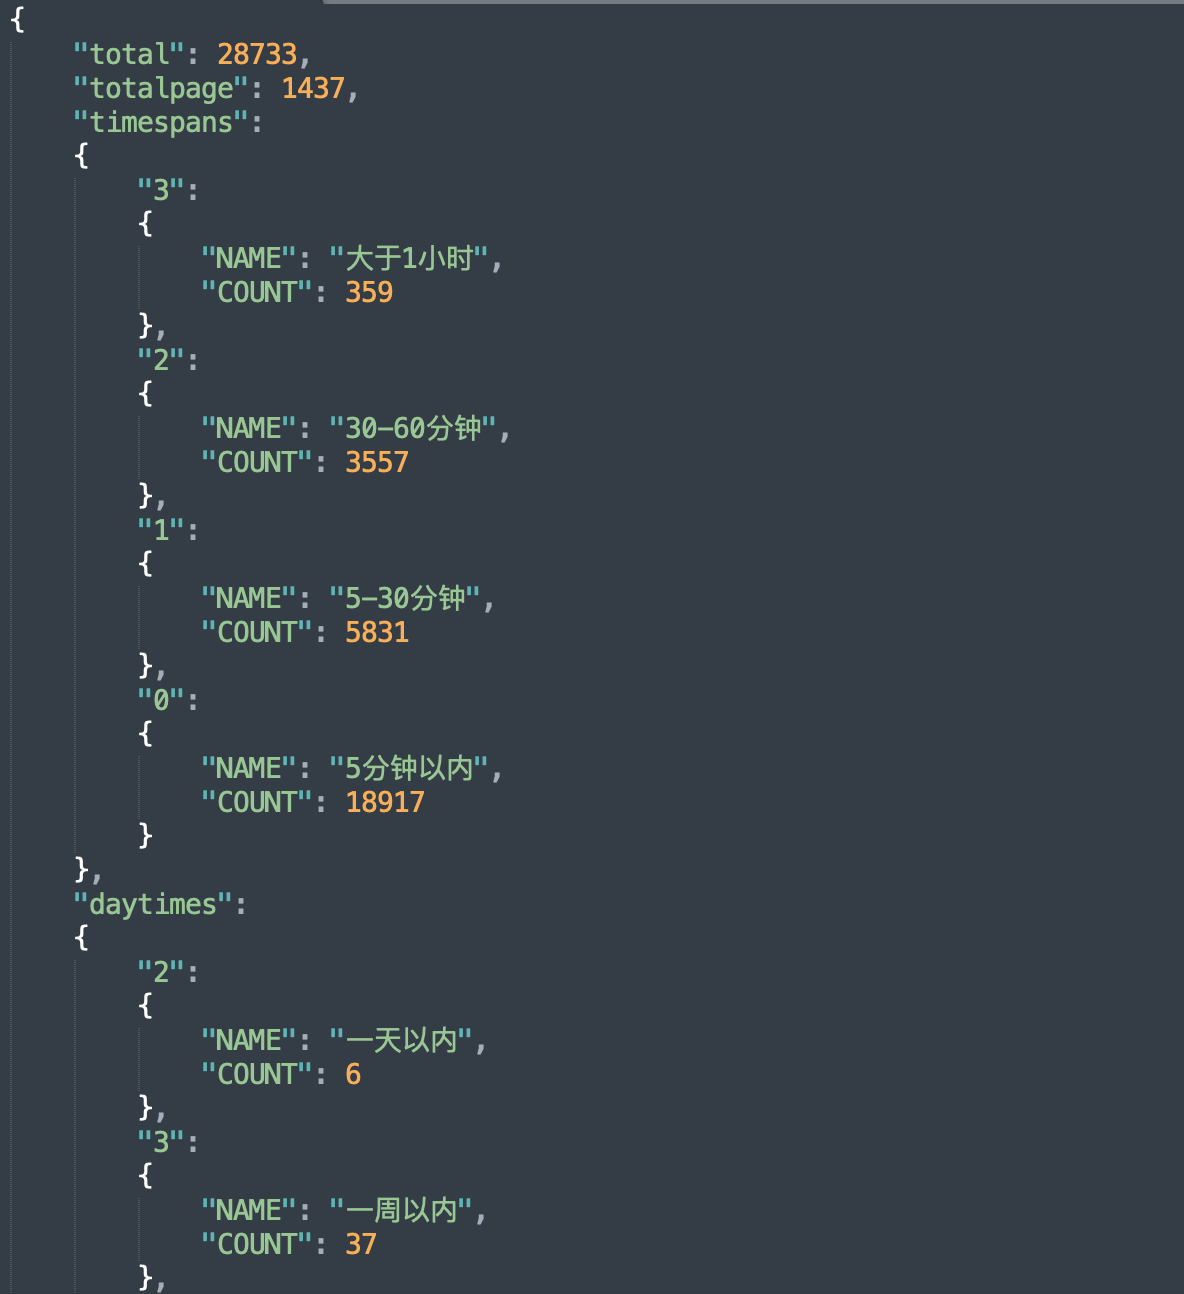 {
"total": 28733,
"totalpage": 1437,
"timespans":
{
"3":
{
"NAME": "大于1小时",
"COUNT": 359
},
"2":
{
"NAME": "30-60分钟",
"COUNT": 3557
},
"1":
{
"NAME": "5-30分钟",
"COUNT": 5831
},
"0":
{
"NAME": "5分钟以内",
"COUNT": 18917
}
},
"daytimes":
{
"2":
{
"NAME": "一天以内",
"COUNT": 6
},
"3":
{
"NAME": "一周以内",
"COUNT": 37
},